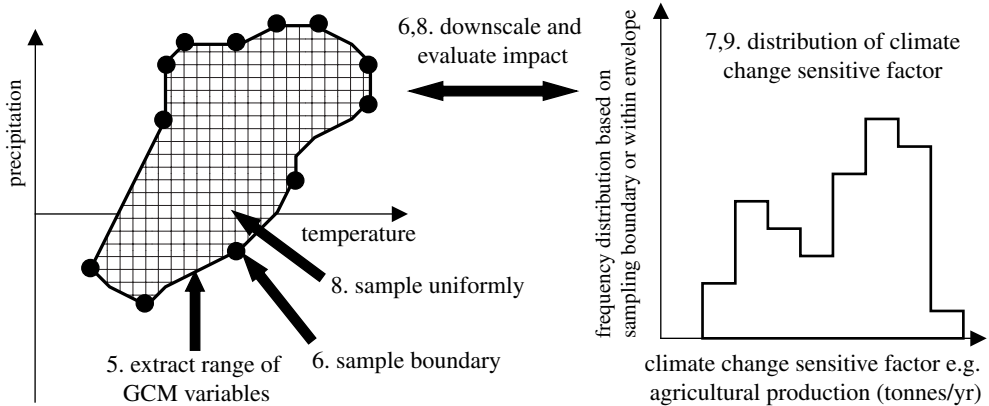 precipitation
temperature
8. sample uniformly
6. sample boundary
5. extract range of
GCM variables
6,8. downscale and
evaluate impact
frequency distribution based on
sampling boundary or within envelope
7,9. distribution of climate
change sensitive factor
climate change sensitive factor e.g.
agricultural production (tonnes/yr)